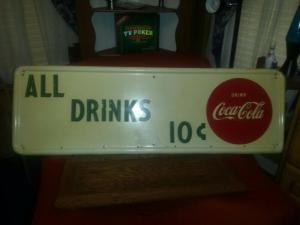 TV POKER
ALL
DRINKS
10¢
DRINK
Coca-Cola